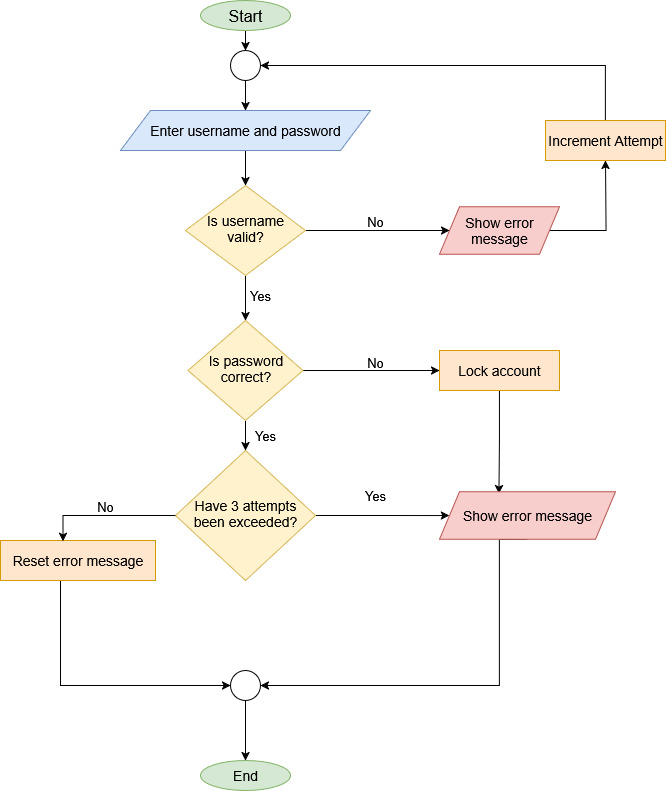 Start
Enter username and password
Increment Attempt
Is username
valid?
No
Show error
message
Yes
Is password
correct?
No
Lock account
Yes
Have 3 attempts
been exceeded?
Yes
Show error message
No
Reset error message
End